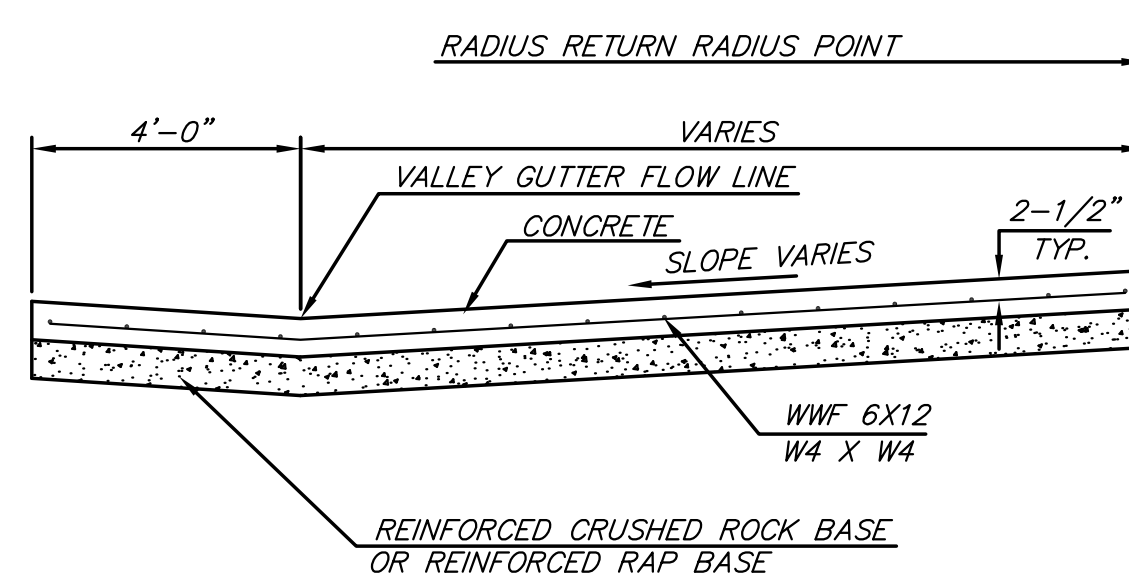 RADIUS RETURN RADIUS POINT
4'-0"
VARIES
VALLEY GUTTER FLOW LINE
CONCRETE
SLOPE VARIES
2-1/2"
TYP.
WWF 6X12
W4 X W4
REINFORCED CRUSHED ROCK BASE
OR REINFORCED RAP BASE